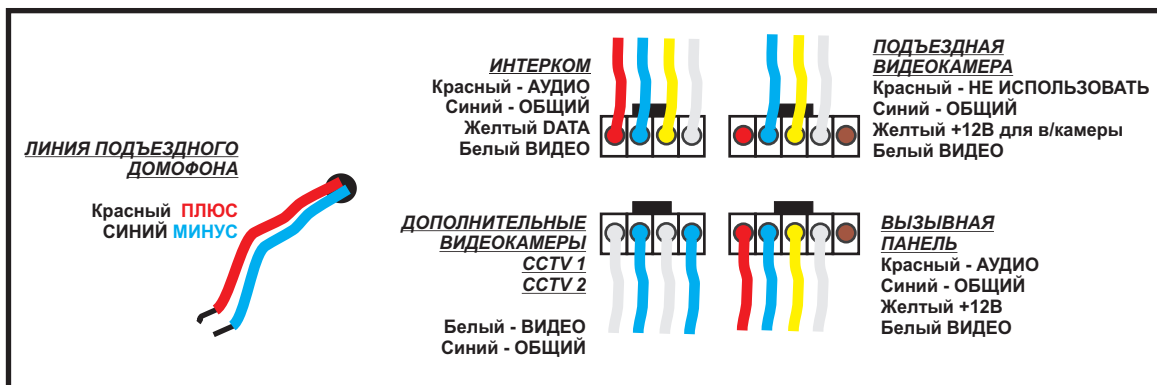 ЛИНИЯ ПОДЪЕЗДНОГО
ДОМОФОНА
Красный ПЛЮС
СИНИЙ МИНУС
ИНТЕРКОМ
Красный - АУДИО
Синий - ОБЩИЙ
Желтый DATA
Белый ВИДЕО
ПОДЪЕЗДНАЯ
ВИДЕОКАМЕРА
Красный - НЕ ИСПОЛЬЗОВАТЬ
Синий - ОБЩИЙ
Желтый +12В для в/камеры
Белый ВИДЕО
ДОПОЛНИТЕЛЬНЫЕ
ВИДЕОКАМЕРЫ
CCTV 1
CCTV 2
Белый - ВИДЕО
Синий - ОБЩИЙ
ВЫЗЫВНАЯ
ПАНЕЛЬ
Красный - АУДИО
Синий - ОБЩИЙ
Желтый +12В
Белый ВИДЕО